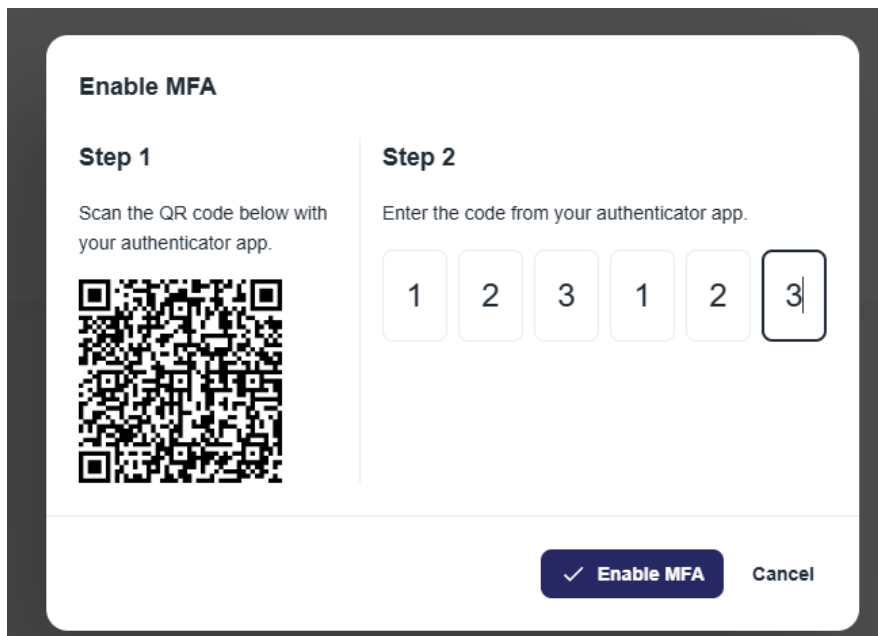 Enable MFA
Step 1
Scan the QR code below with
your authenticator app.
Step 2
Enter the code from your authenticator app.
1 2 3 1 2 3
Enable MFA
Cancel